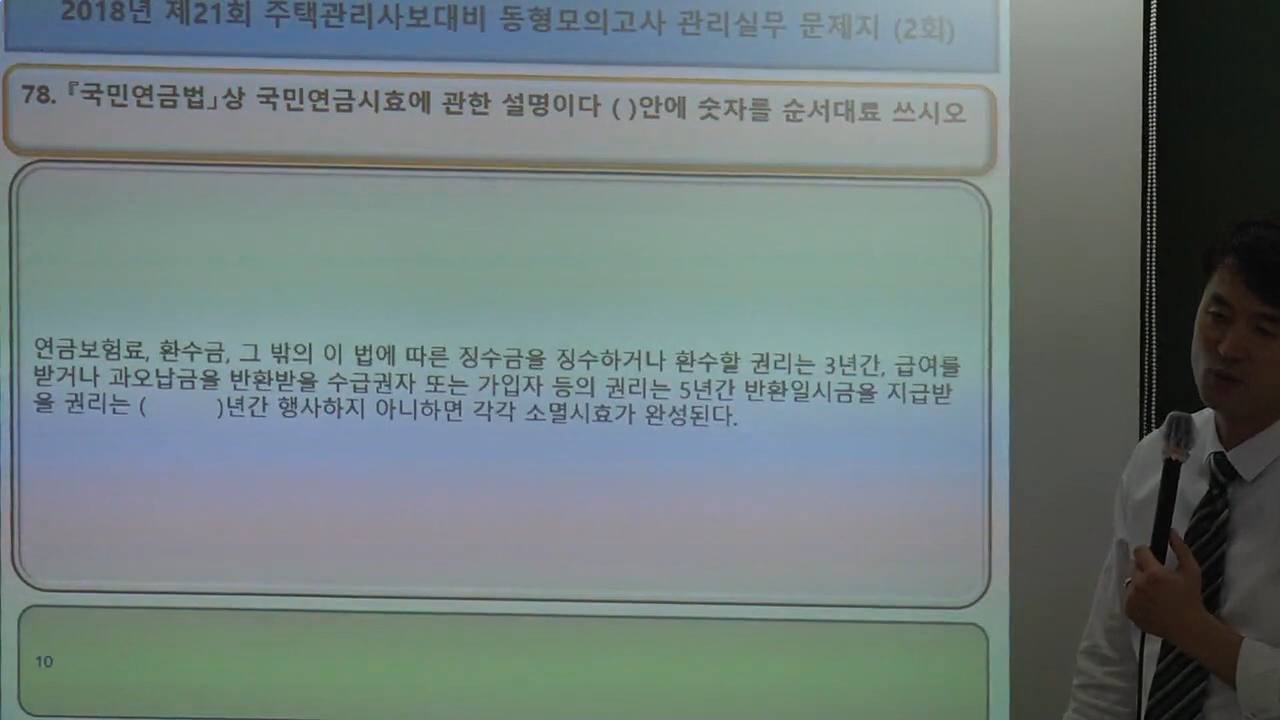 2018년 제21회 주택관리사보대비 동형모의고사 관리실무 문제지 (2회)
78. 『국민연금법」상 국민연금시효에 관한 설명이다 ( )안에 숫자를 순서대료 쓰시오
연금보험료, 환수금, 그 밖의 이 법에 따른 징수금을 징수하거나 환수할 권리는 3년간, 급여를
받거나 과오납금을 반환받을 수급권자 또는 가입자 등의 권리는 5년간 반환일시금을 지급받
을 권리는 ( )년간 행사하지 아니하면 각각 소멸시효가 완성된다.
10